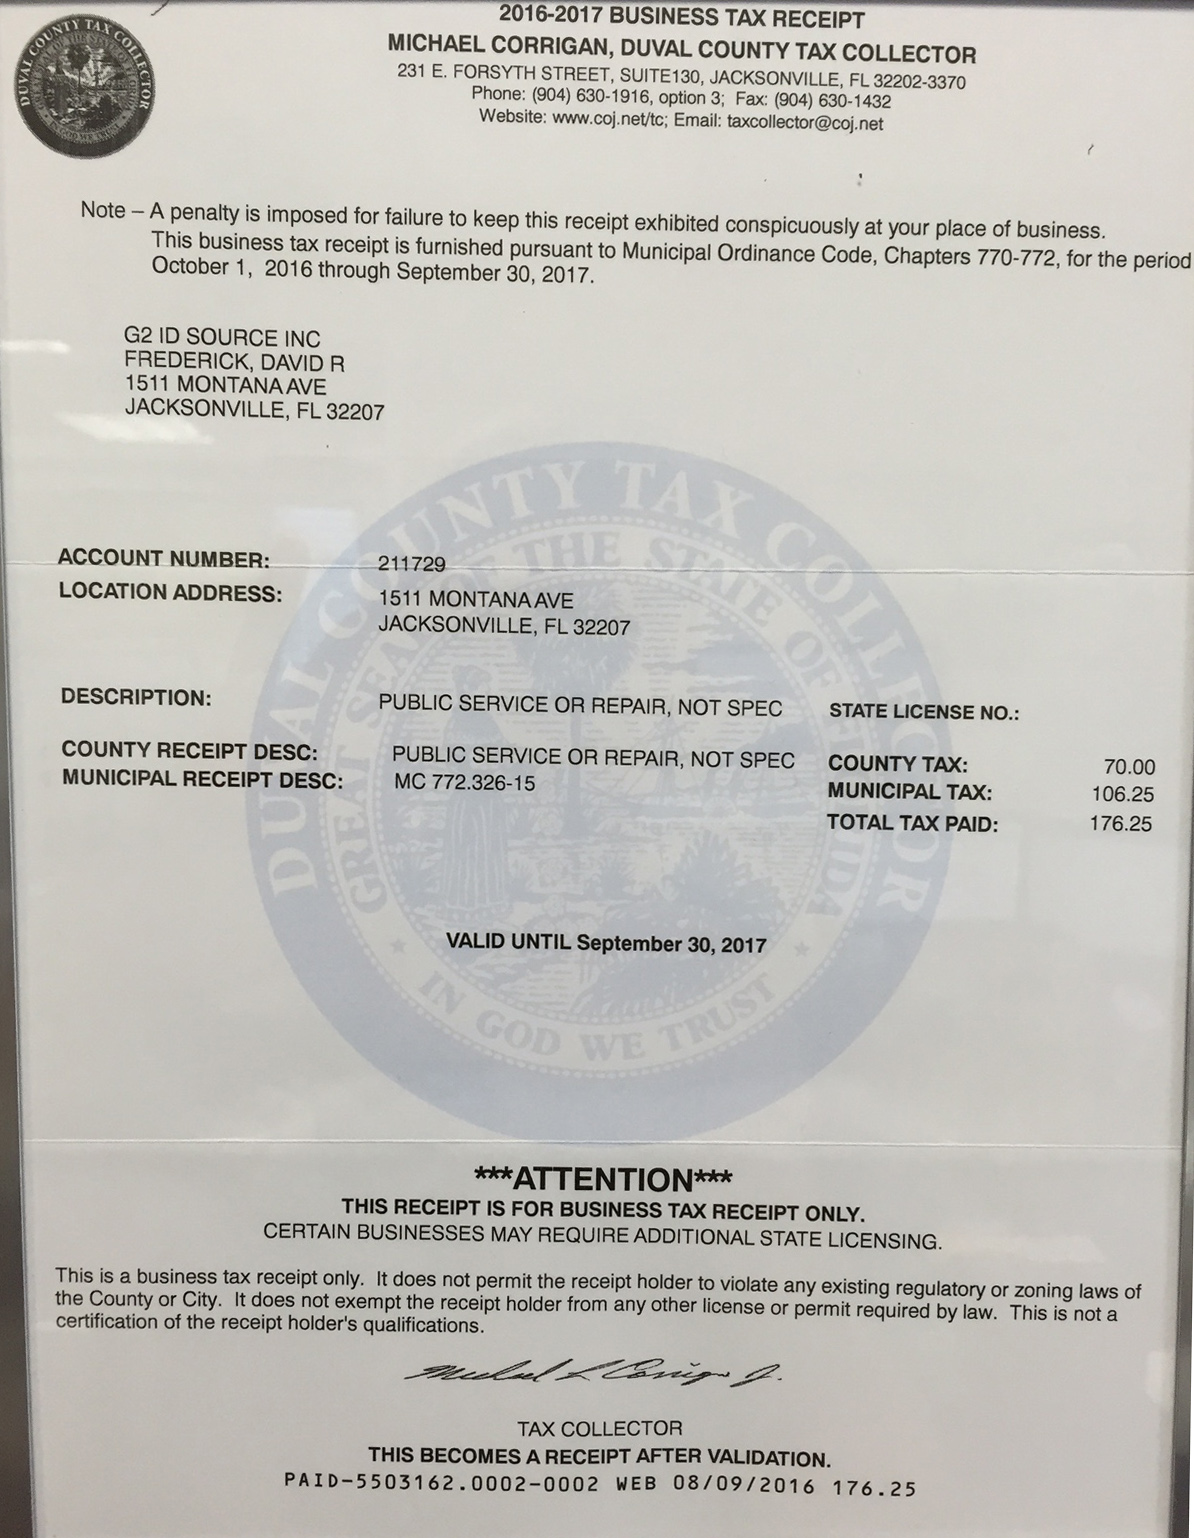 2016-2017 BUSINESS TAX RECEIPT
MICHAEL CORRIGAN, DUVAL COUNTY TAX COLLECTOR
231 E. FORSYTH STREET, SUITE130, JACKSONVILLE, FL 32202-3370
Phone: (904) 630-1916, option 3; Fax: (904) 630-1432
Website: www.coj.net/tc; Email: taxcollector@coj.net
DUVAL COUNTY TAX COLLECTOR
IN GOD WE TRUST
Note – A penalty is imposed for failure to keep this receipt exhibited conspicuously at your place of business.
This business tax receipt is furnished pursuant to Municipal Ordinance Code, Chapters 770-772, for the period
October 1, 2016 through September 30, 2017.
G2 ID SOURCE INC
FREDERICK, DAVID R
1511 MONTANA AVE
JACKSONVILLE, FL 32207
DUVAL COUNTY TAX COLLECTOR
GREAT SEAL OF THE STATE OF FLORIDA
IN GOD WE TRUST
ACCOUNT NUMBER: 211729
LOCATION ADDRESS: 1511 MONTANA AVE
JACKSONVILLE, FL 32207
DESCRIPTION: PUBLIC SERVICE OR REPAIR, NOT SPEC STATE LICENSE NO.:
COUNTY RECEIPT DESC: PUBLIC SERVICE OR REPAIR, NOT SPEC COUNTY TAX: 70.00
MUNICIPAL RECEIPT DESC: MC 772.326-15 MUNICIPAL TAX: 106.25
TOTAL TAX PAID: 176.25
VALID UNTIL September 30, 2017
***ATTENTION***
THIS RECEIPT IS FOR BUSINESS TAX RECEIPT ONLY.
CERTAIN BUSINESSES MAY REQUIRE ADDITIONAL STATE LICENSING.
This is a business tax receipt only. It does not permit the receipt holder to violate any existing regulatory or zoning laws of
the County or City. It does not exempt the receipt holder from any other license or permit required by law. This is not a
certification of the receipt holder's qualifications.
Michael L Corrigan Jr.
TAX COLLECTOR
THIS BECOMES A RECEIPT AFTER VALIDATION.
PAID-5503162.0002-0002 WEB 08/09/2016 176.25